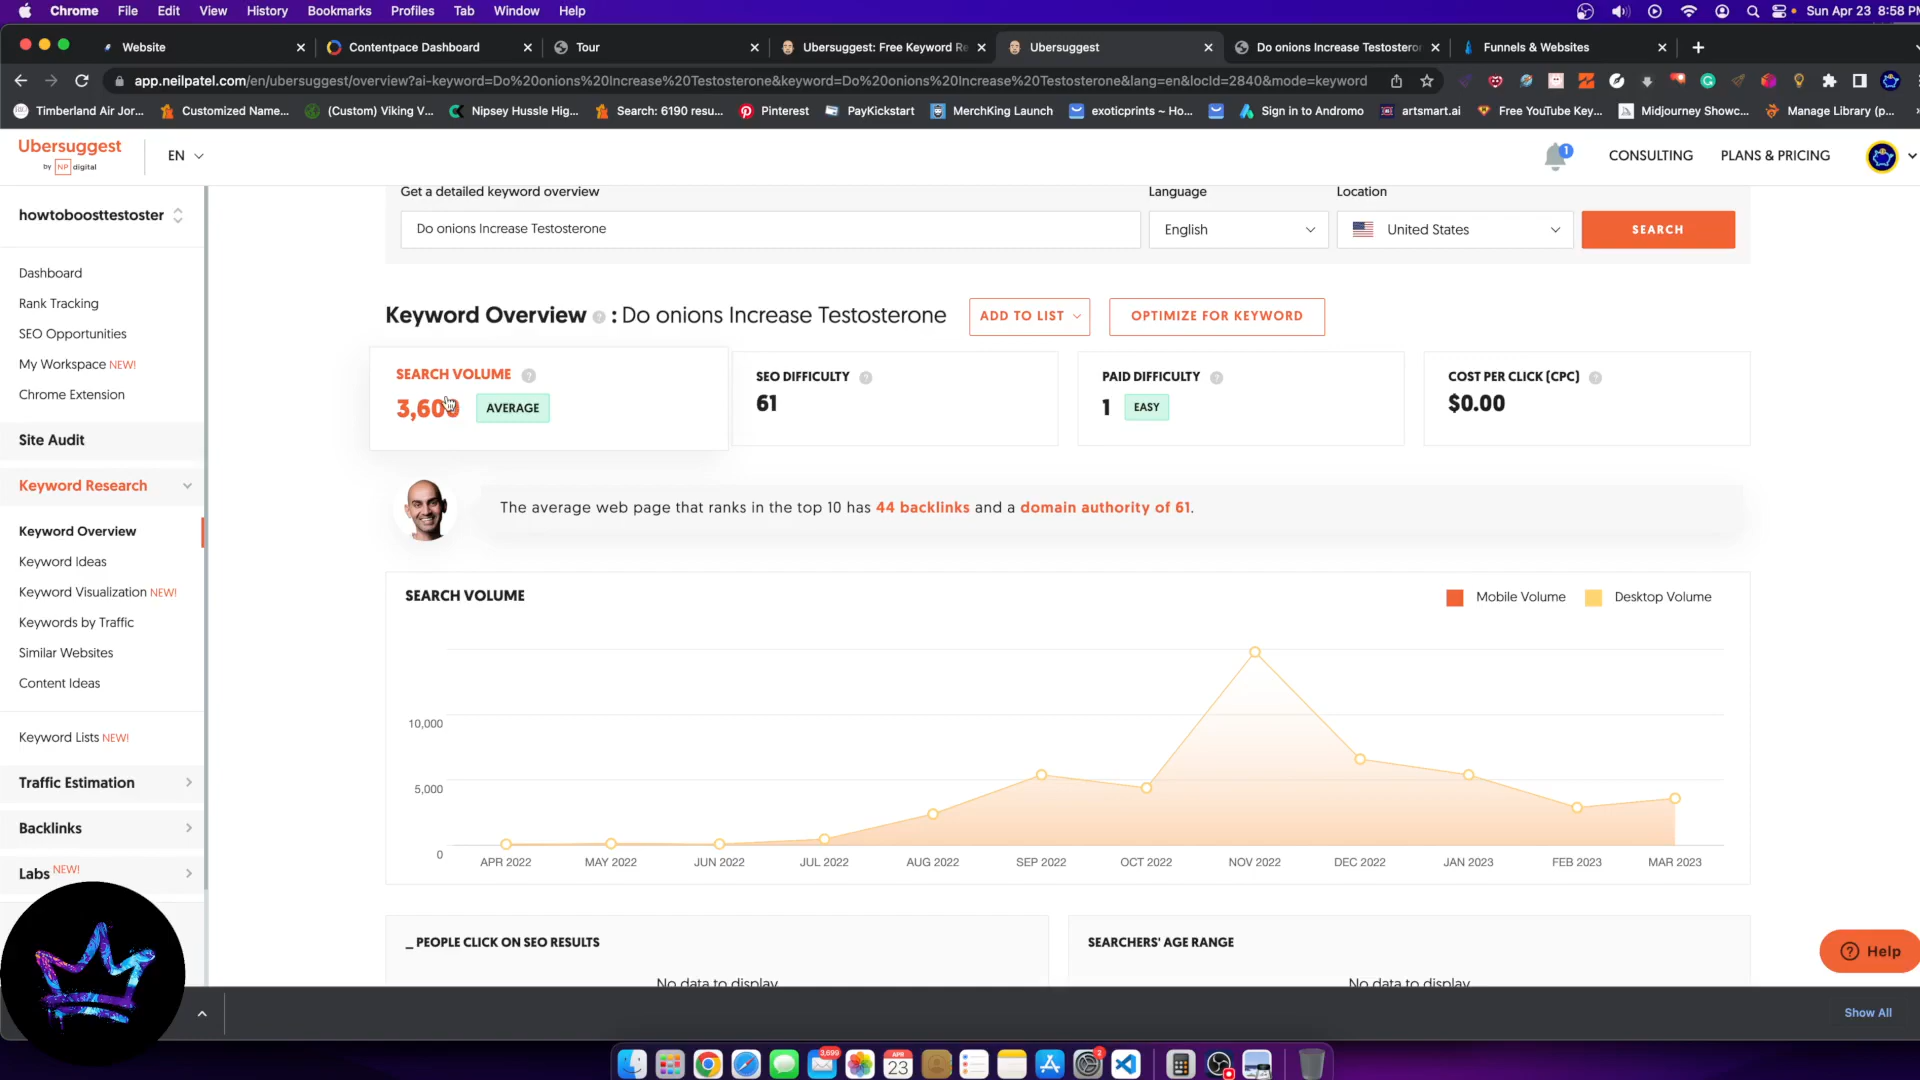 Chrome File Edit View History Bookmarks Profiles Tab Window Help Sun Apr 23 8:58 PM
Website Contentpace Dashboard Tour Ubersuggest: Free Keyword Re Ubersuggest Do onions Increase Testosteror Funnels & Websites
app.neilpatel.com/en/ubersuggest/overview?ai-keyword=Do%20onions%20Increase%20Testosterone&keyword=Do%20onions%20Increase%20Testosterone&lang=en&locId=2840&mode=keyword
Timberland Air Jor... Customized Name... (Custom) Viking V... Nipsey Hussle Hig... Search: 6190 resu... Pinterest PayKickstart MerchKing Launch exoticprints ~ Ho... Sign in to Andromo artsmart.ai Free YouTube Key... Midjourney Showc... Manage Library (p...
Ubersuggest
by NP digital
EN
1
CONSULTING PLANS & PRICING
howtoboosttestoster
Dashboard
Rank Tracking
SEO Opportunities
My Workspace NEW!
Chrome Extension
Site Audit
Keyword Research
Keyword Overview
Keyword Ideas
Keyword Visualization NEW!
Keywords by Traffic
Similar Websites
Content Ideas
Keyword Lists NEW!
Traffic Estimation
Backlinks
Labs NEW!
Get a detailed keyword overview Language Location
Do onions Increase Testosterone English United States SEARCH
Keyword Overview : Do onions Increase Testosterone ADD TO LIST OPTIMIZE FOR KEYWORD
SEARCH VOLUME
3,600 AVERAGE
SEO DIFFICULTY
61
PAID DIFFICULTY
1 EASY
COST PER CLICK (CPC)
$0.00
The average web page that ranks in the top 10 has 44 backlinks and a domain authority of 61.
SEARCH VOLUME
Mobile Volume Desktop Volume
10,000
5,000
0
APR 2022 MAY 2022 JUN 2022 JUL 2022 AUG 2022 SEP 2022 OCT 2022 NOV 2022 DEC 2022 JAN 2023 FEB 2023 MAR 2023
_ PEOPLE CLICK ON SEO RESULTS
No data to display
SEARCHERS' AGE RANGE
No data to display
Help
Show All
3,699
APR
23
2